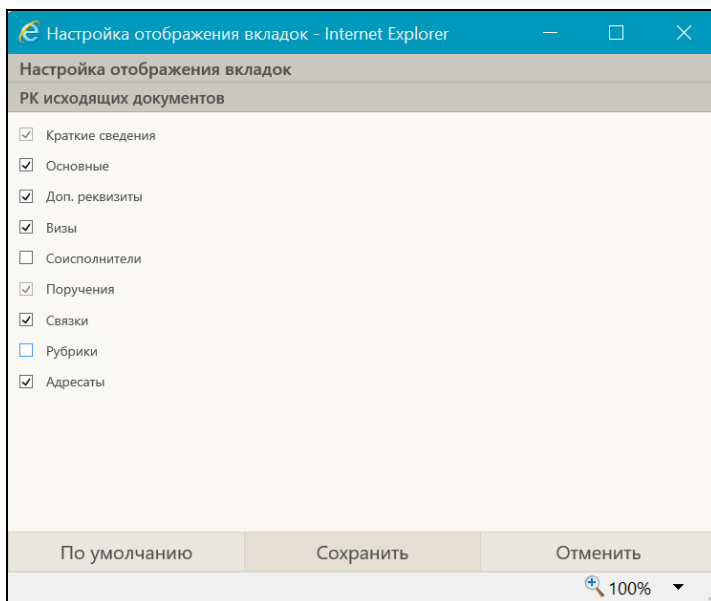 Настройка отображения вкладок - Internet Explorer
Настройка отображения вкладок
РК исходящих документов
Краткие сведения
Основные
Доп. реквизиты
Визы
Соисполнители
Поручения
Связки
Рубрики
Адресаты
По умолчанию Сохранить Отменить
100%